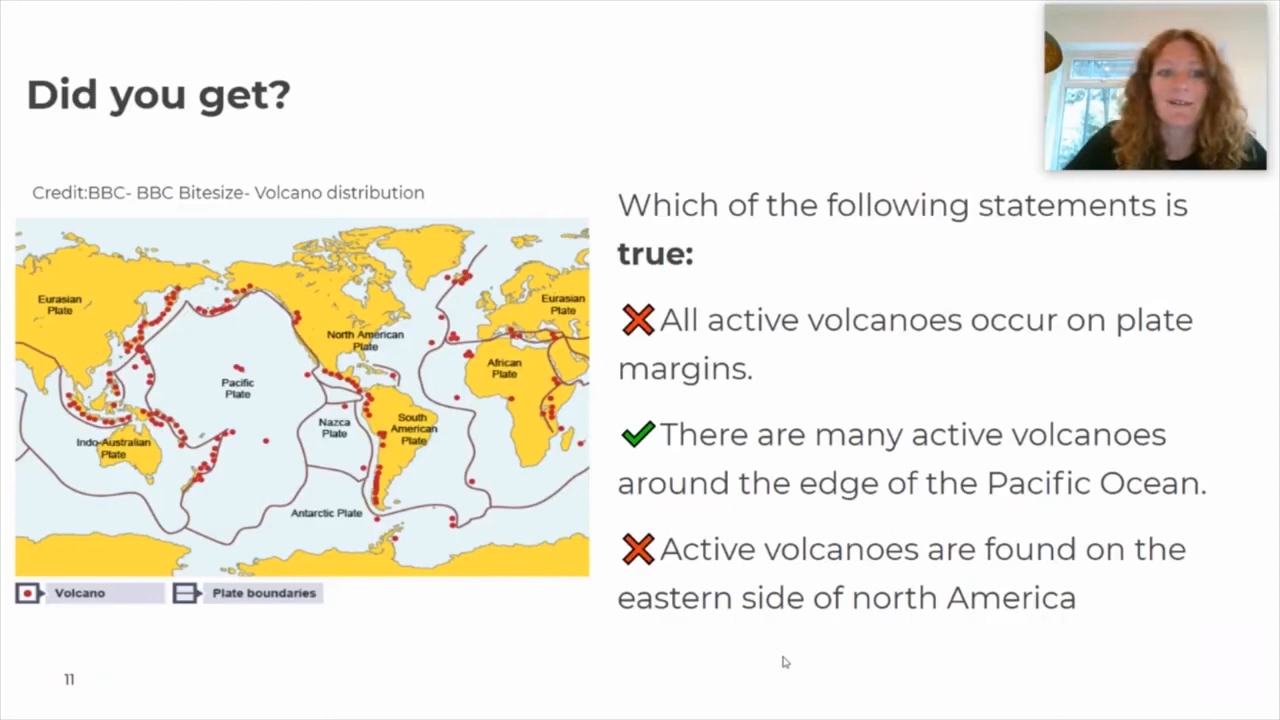 Did you get?
Credit:BBC- BBC Bitesize- Volcano distribution
Eurasian
Plate
North American
Plate
Pacific
Plate
Nazca
Plate
South
American
Plate
African
Plate
Eurasian
Plate
Indo-Australian
Plate
Antarctic Plate
Volcano
Plate boundaries
Which of the following statements is
true:
All active volcanoes occur on plate
margins.
There are many active volcanoes
around the edge of the Pacific Ocean.
Active volcanoes are found on the
eastern side of north America
11